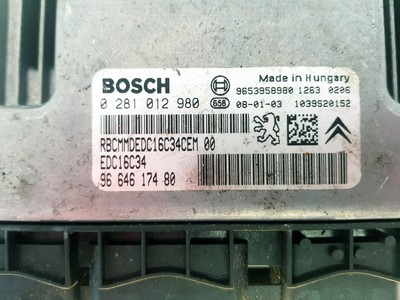 BOSCH
Made in Hungary
9653958980 1263 0206
0 281 012 980 656 08-01-03 1039S20152
RBCMMDEDC16C34CEM 00
EDC16C34
96 646 174 80